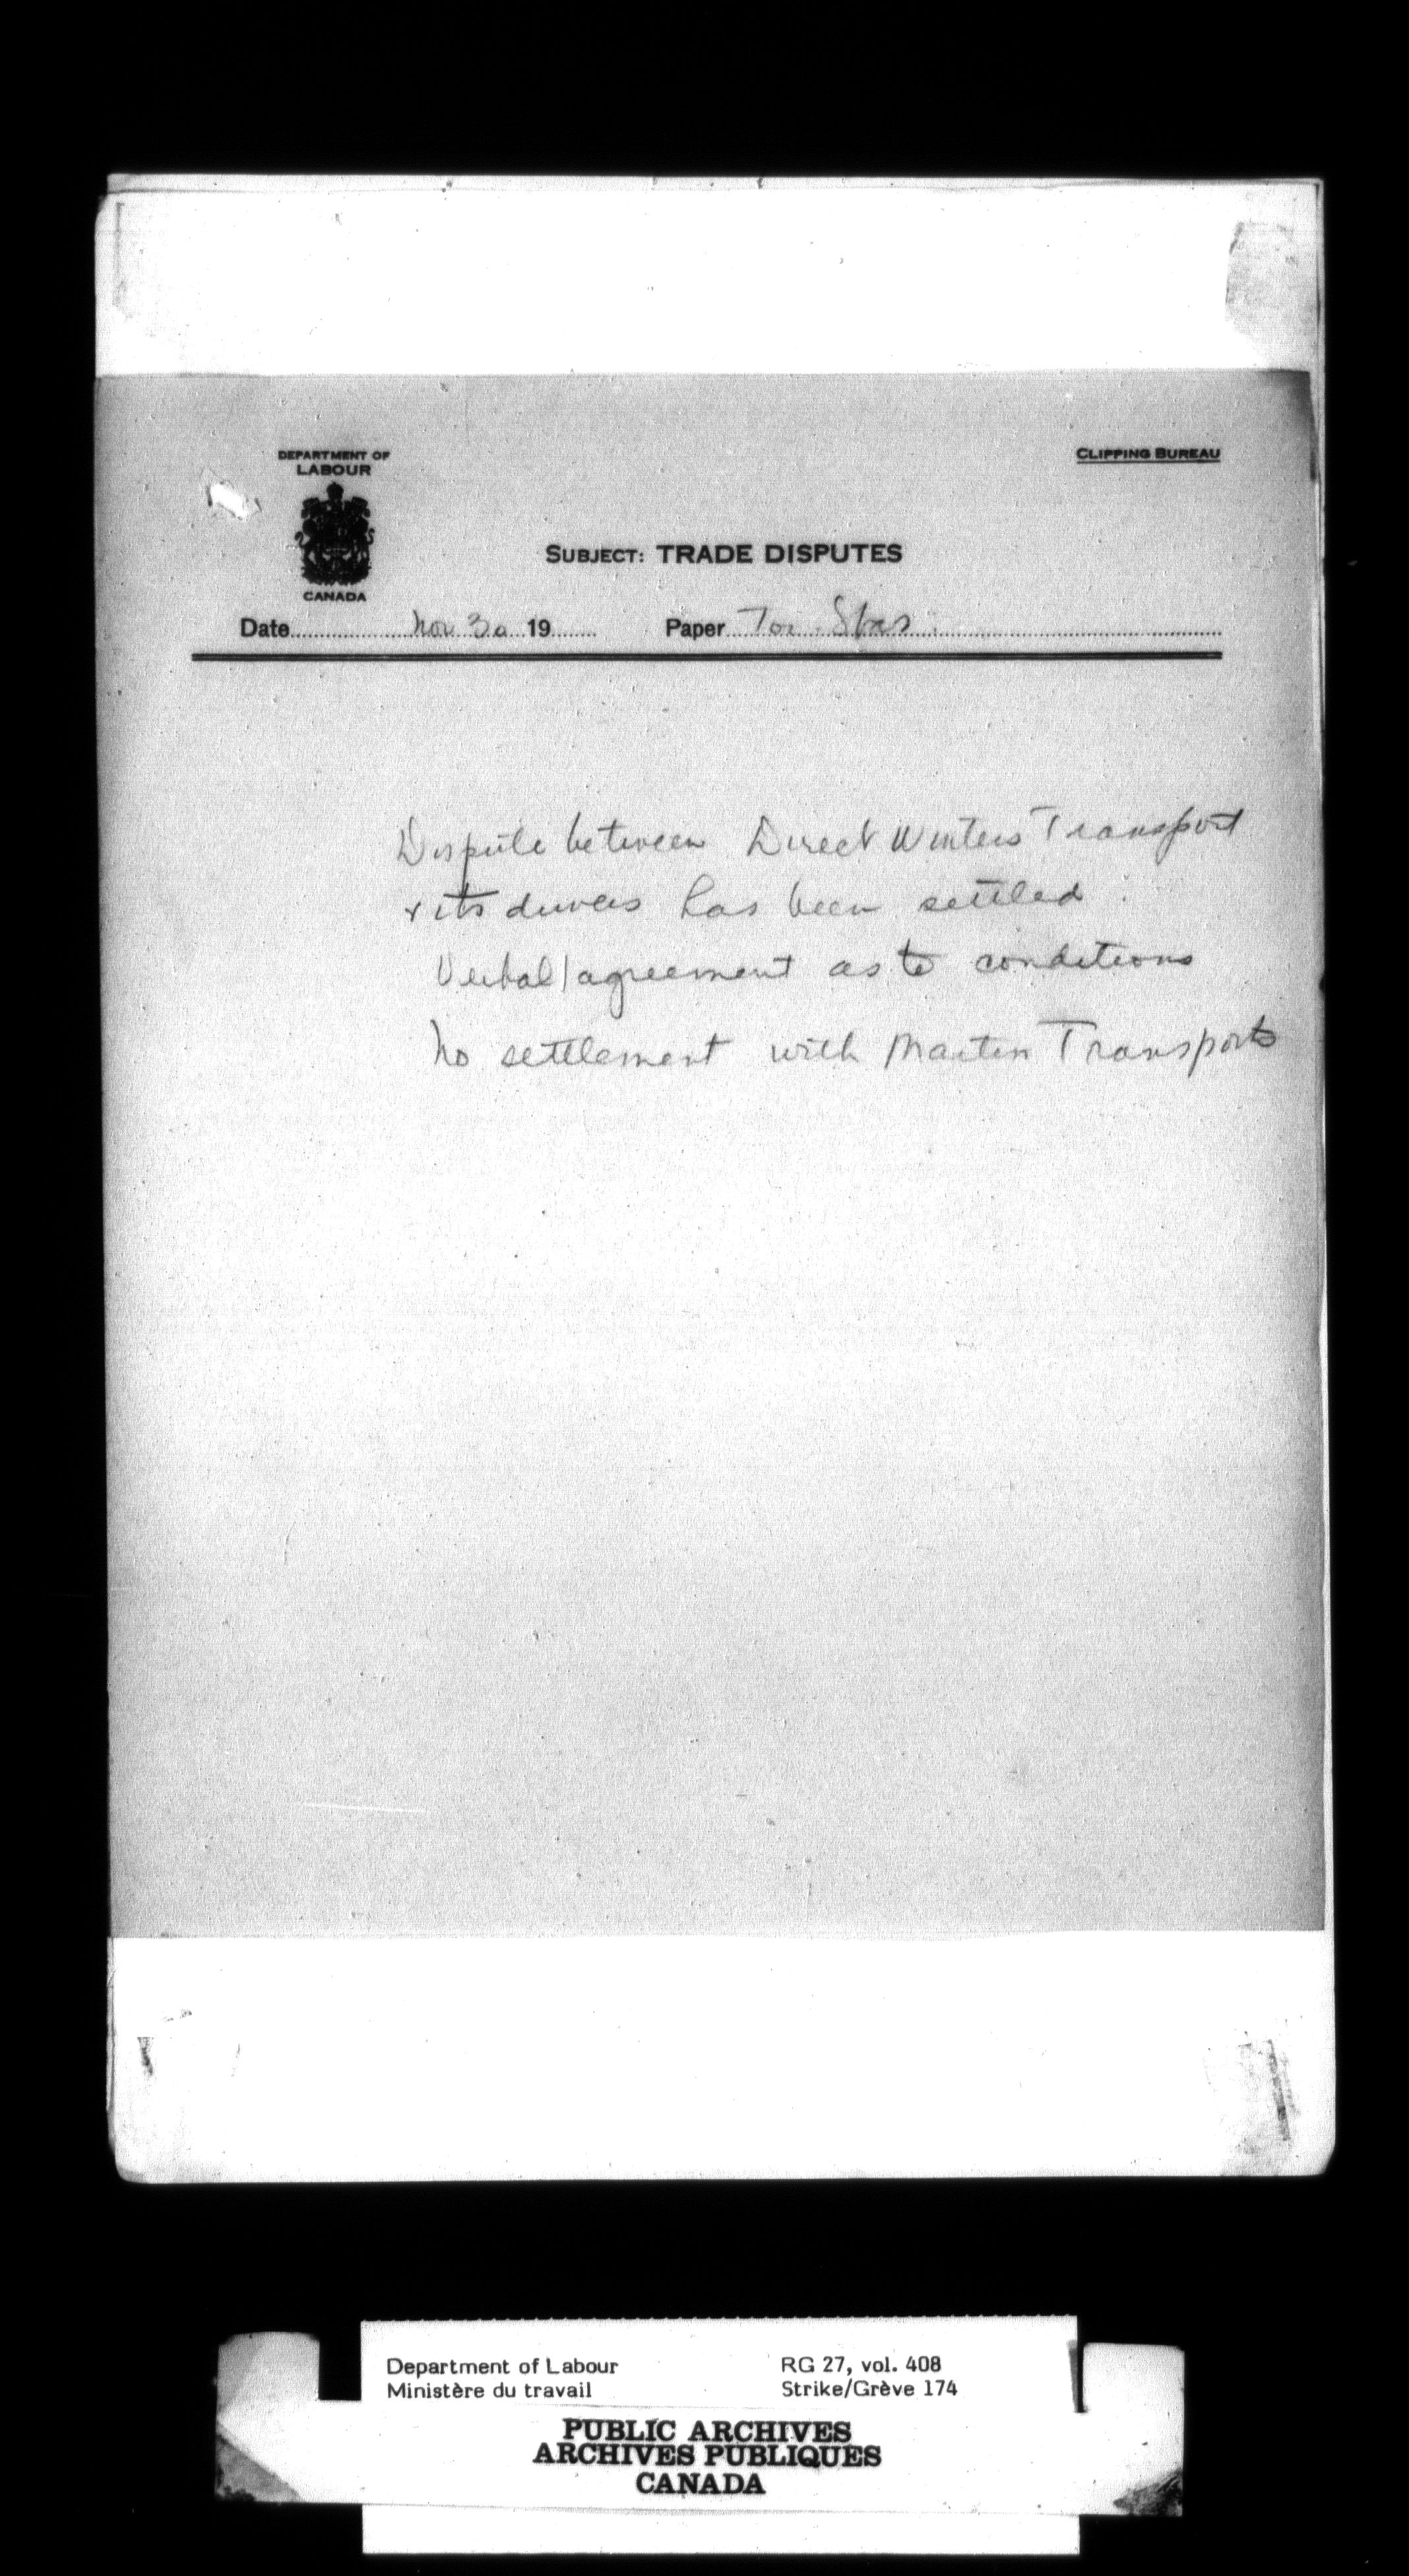 DEPARTMENT OF
LABOUR
CANADA
CLIPPING BUREAU
SUBJECT: TRADE DISPUTES
Date Nov 30 19 Paper Tor. Star
Dispute between Direct Winters Transport
& its drivers has been settled.
Verbal agreement as to conditions
No settlement with Martin Transports
Department of Labour
Ministère du travail
RG 27, vol. 408
Strike/Grève 174
PUBLIC ARCHIVES
ARCHIVES PUBLIQUES
CANADA